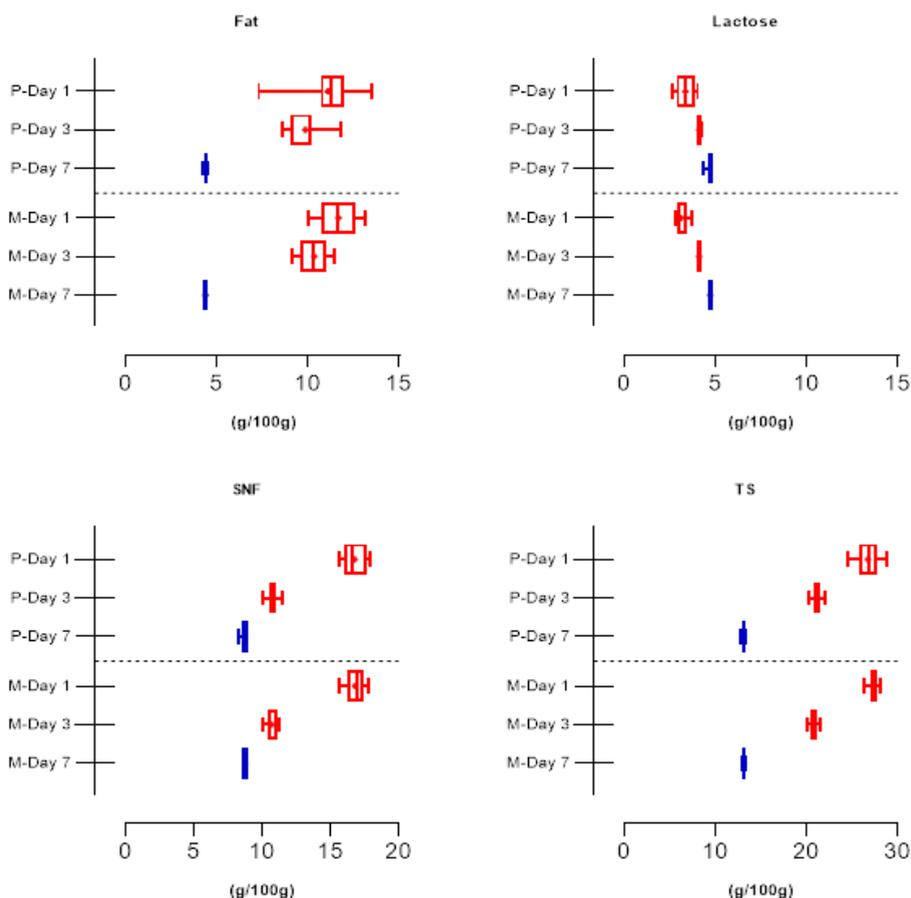 Fat
P-Day 1
P-Day 3
P-Day 7
M-Day 1
M-Day 3
M-Day 7
0 5 10 15
(g/100g)
Lactose
P-Day 1
P-Day 3
P-Day 7
M-Day 1
M-Day 3
M-Day 7
0 5 10 15
(g/100g)
SNF
P-Day 1
P-Day 3
P-Day 7
M-Day 1
M-Day 3
M-Day 7
0 5 10 15 20
(g/100g)
TS
P-Day 1
P-Day 3
P-Day 7
M-Day 1
M-Day 3
M-Day 7
0 10 20 30
(g/100g)